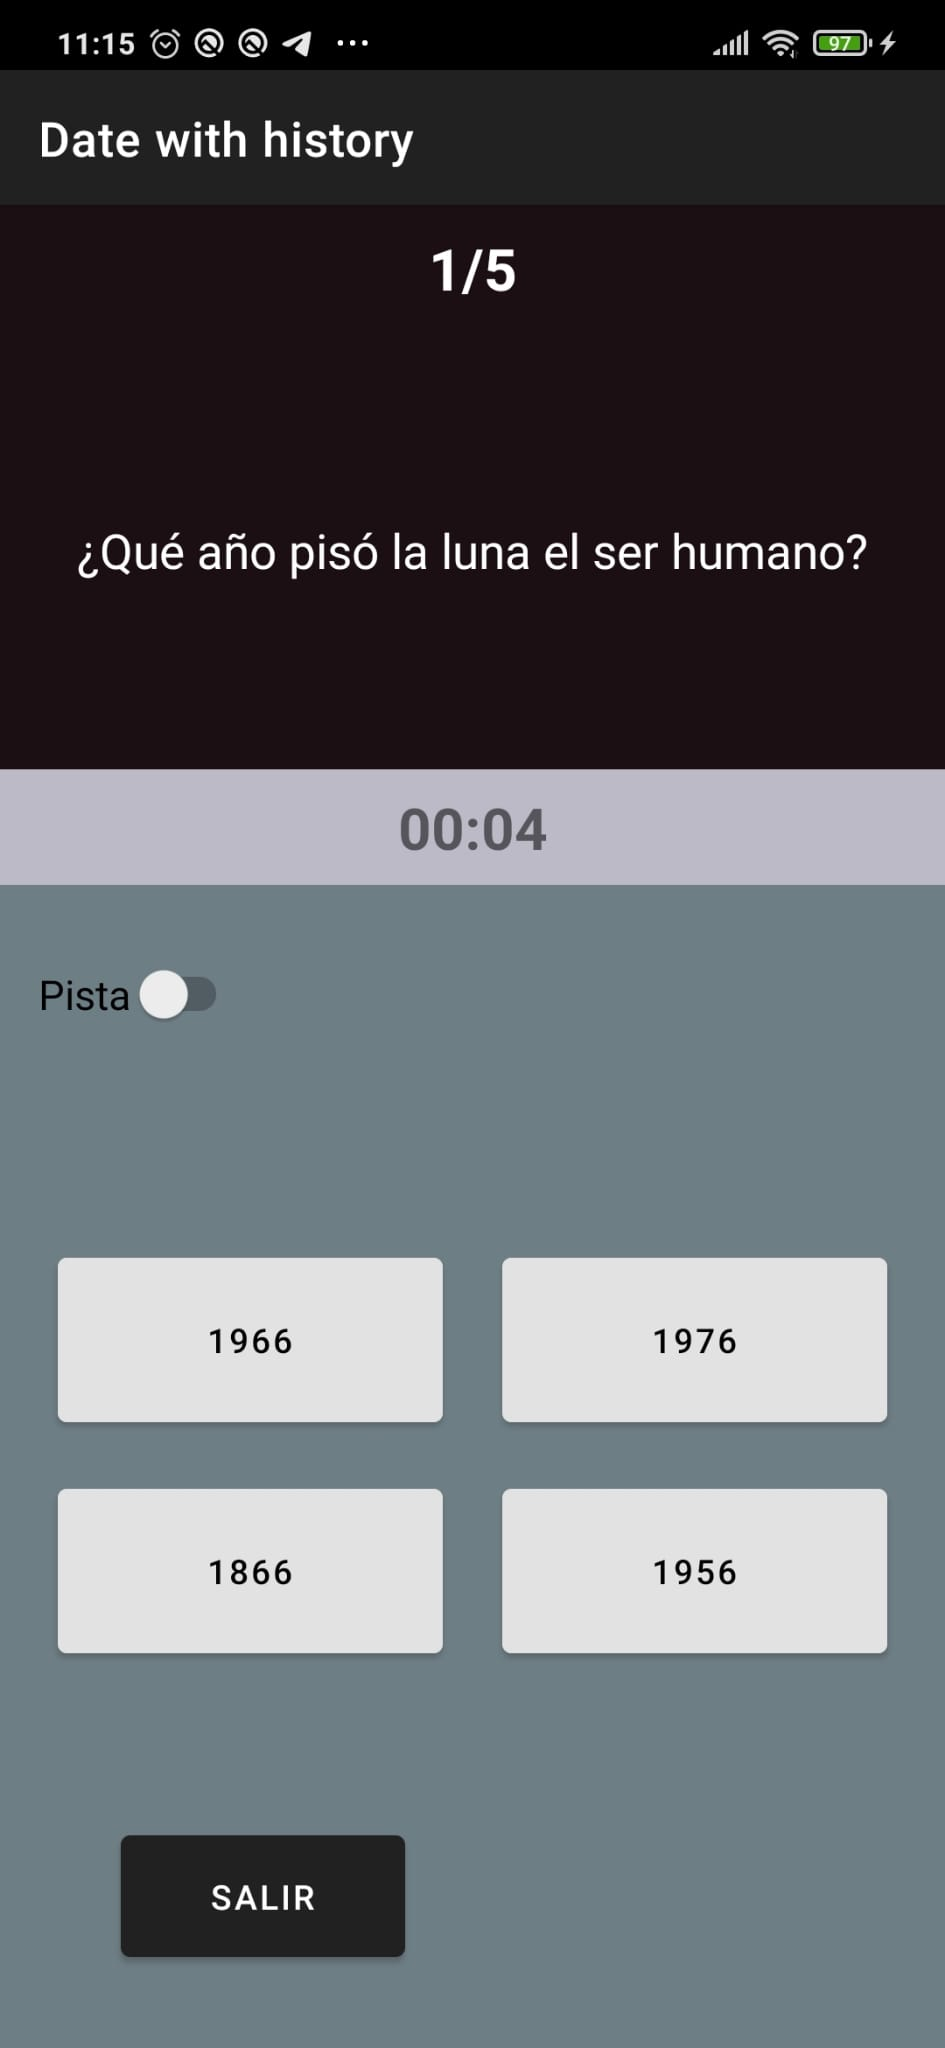 11:15
97
Date with history
1/5
¿Qué año pisó la luna el ser humano?
00:04
Pista
1966
1976
1866
1956
SALIR